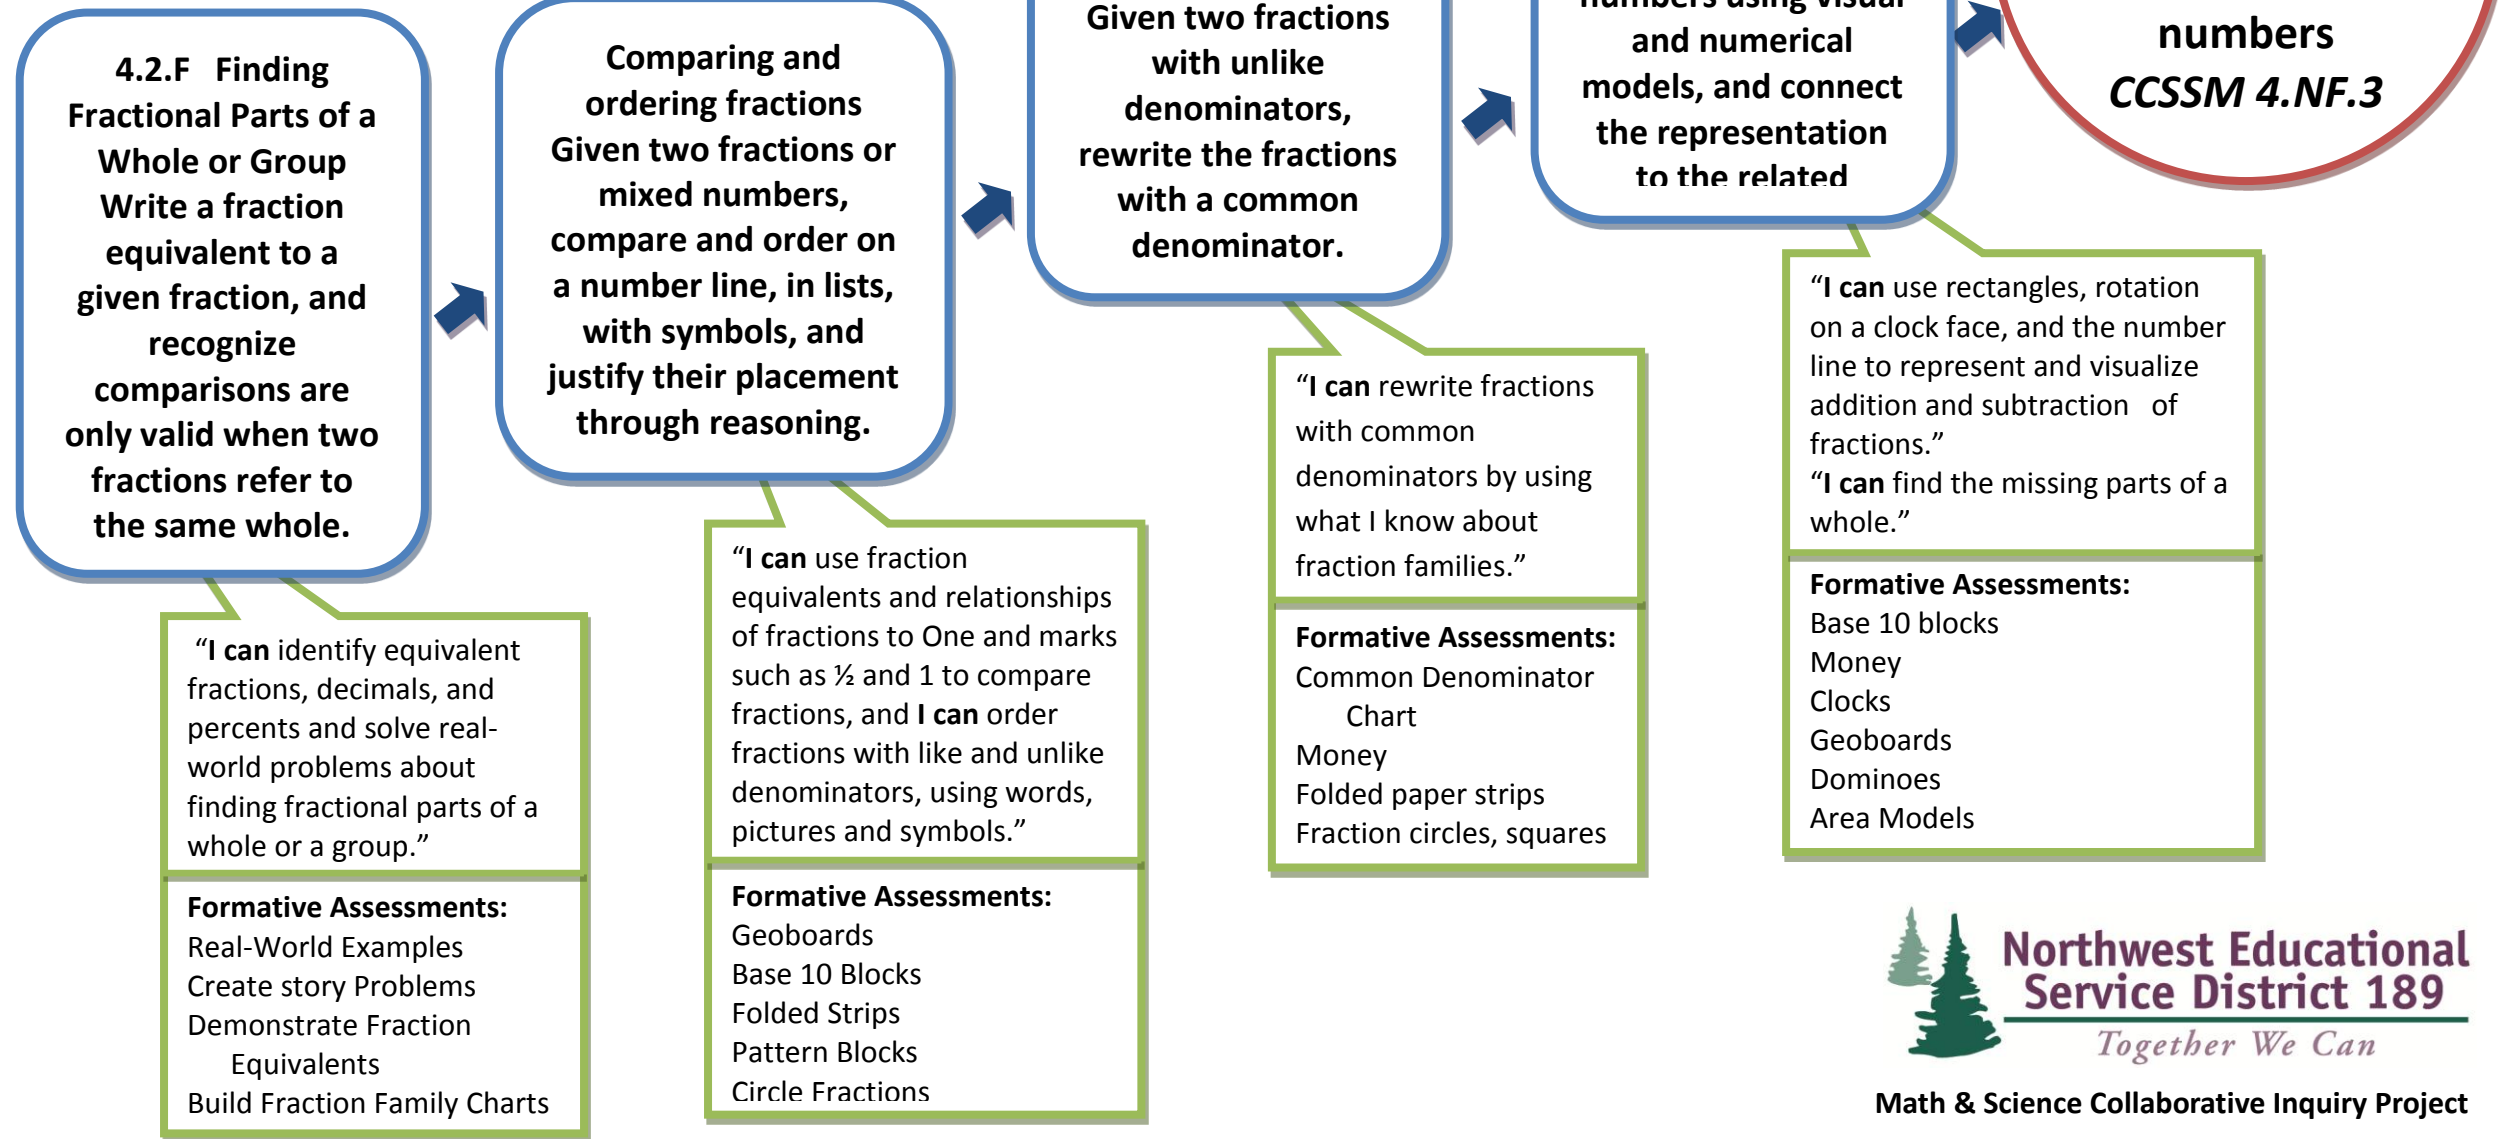 4.2.F   Finding
Fractional Parts of a
Whole or Group
Write a fraction
equivalent to a
given fraction, and
recognize
comparisons are
only valid when two
fractions refer to
the same whole.
Comparing and
ordering fractions
Given two fractions or
mixed numbers,
compare and order on
a number line, in lists,
with symbols, and
justify their placement
through reasoning.
Given two fractions
with unlike
denominators,
rewrite the fractions
with a common
denominator.
numbers using visual
and numerical
models, and connect
the representation
to the related
numbers
CCSSM 4.NF.3
“I can identify equivalent
fractions, decimals, and
percents and solve real-
world problems about
finding fractional parts of a
whole or a group.”
Formative Assessments:
Real-World Examples
Create story Problems
Demonstrate Fraction
Equivalents
Build Fraction Family Charts
“I can use fraction
equivalents and relationships
of fractions to One and marks
such as ½ and 1 to compare
fractions, and I can order
fractions with like and unlike
denominators, using words,
pictures and symbols.”
Formative Assessments:
Geoboards
Base 10 Blocks
Folded Strips
Pattern Blocks
Circle Fractions
“I can rewrite fractions
with common
denominators by using
what I know about
fraction families.”
Formative Assessments:
Common Denominator
Chart
Money
Folded paper strips
Fraction circles, squares
“I can use rectangles, rotation
on a clock face, and the number
line to represent and visualize
addition and subtraction   of
fractions.”
“I can find the missing parts of a
whole.”
Formative Assessments:
Base 10 blocks
Money
Clocks
Geoboards
Dominoes
Area Models
Northwest Educational
Service District 189
Together We Can
Math & Science Collaborative Inquiry Project